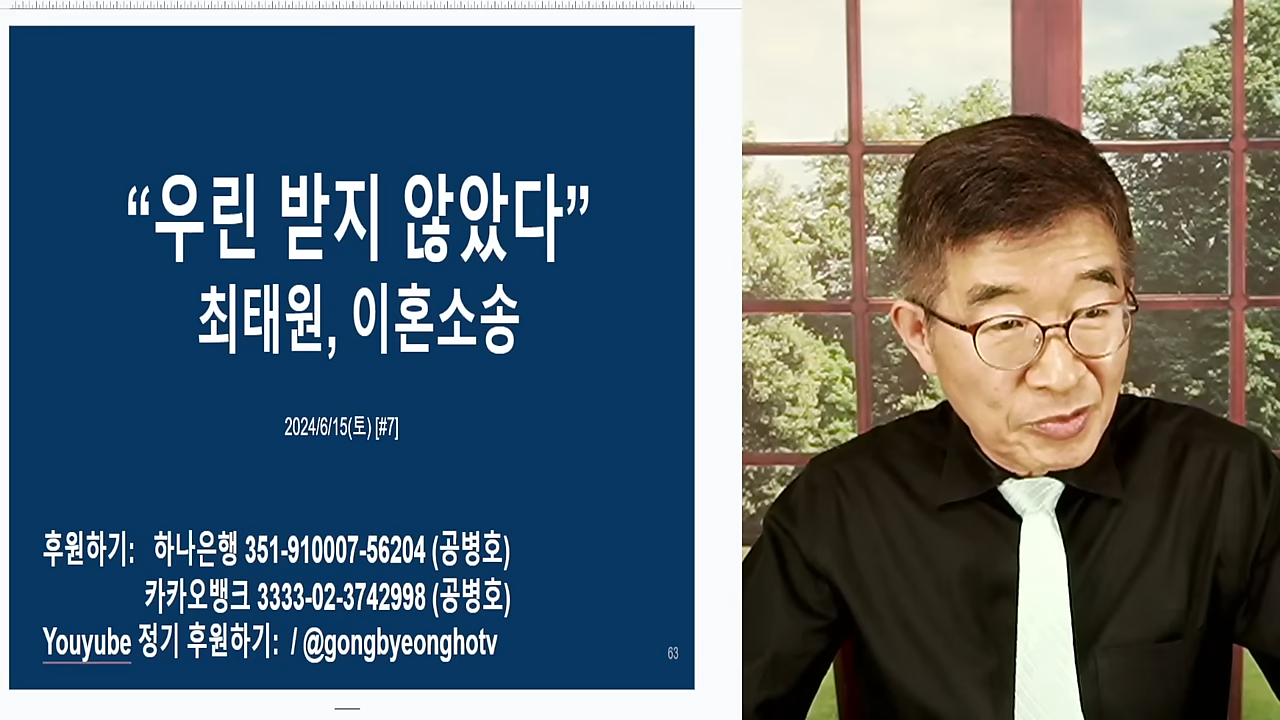 “우린 받지 않았다”
최태원, 이혼소송
2024/6/15(토) [#7]
후원하기: 하나은행 351-910007-56204 (공병호)
카카오뱅크 3333-02-3742998 (공병호)
Youyube 정기 후원하기: / @gongbyeonghotv
63